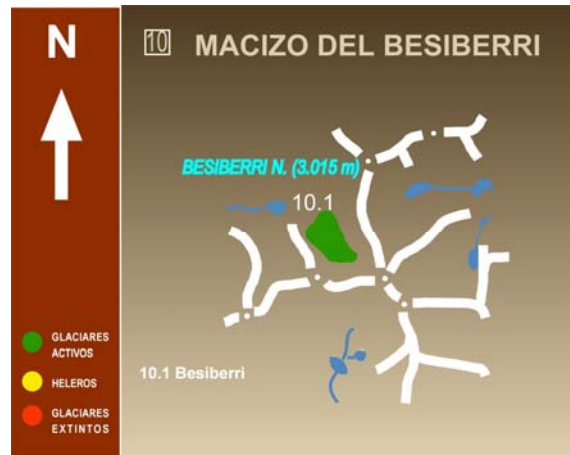 N
10 MACIZO DEL BESIBERRI
BESIBERRI N. (3.015 m)
10.1
GLACIARES
ACTIVOS
HELEROS
GLACIARES
EXTINTOS
10.1 Besiberri